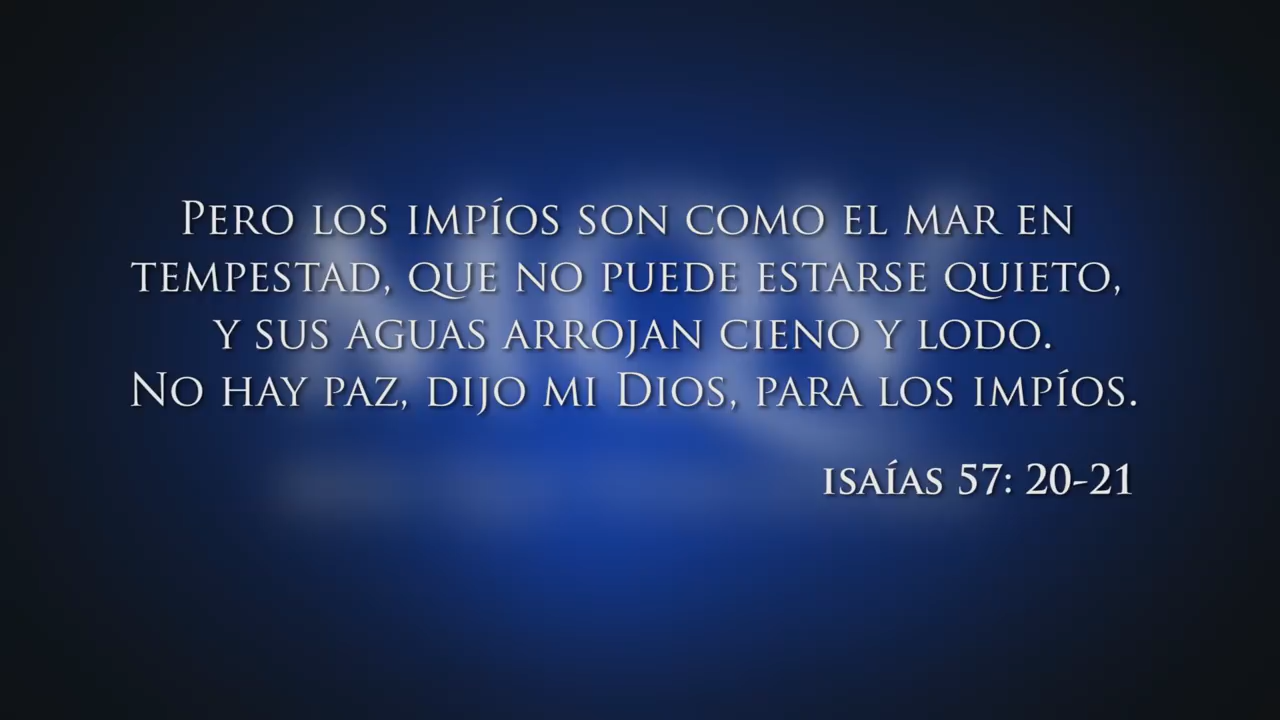 Pero los impíos son como el mar en
tempestad, que no puede estarse quieto,
y sus aguas arrojan cieno y lodo.
No hay paz, dijo mi Dios, para los impíos.
isaías 57: 20-21